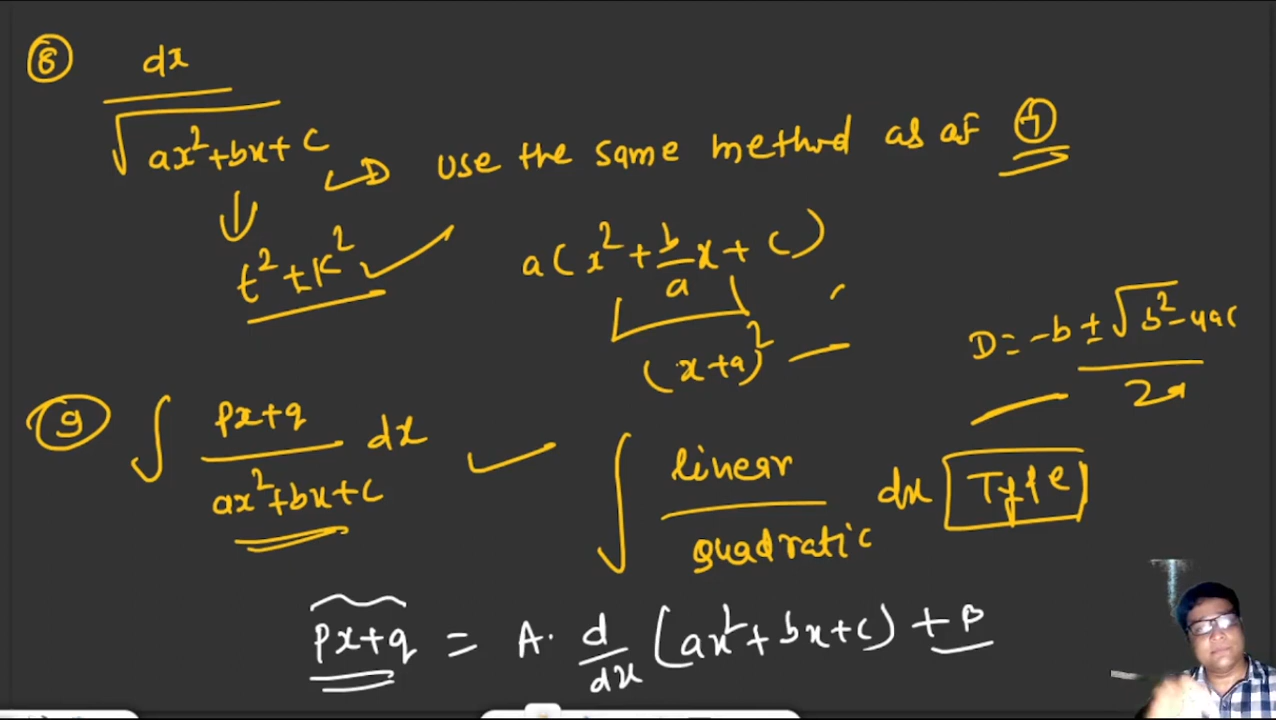 ⑧ dx / √(ax²+bx+c)
→ use the same method as of ⑦
↓
t²+k² ✓
a(x²+b/a x+c)
(x+a)² –
D = -b ± √(b²-4ac) / 2a
⑨ ∫ (px+q)/(ax²+bx+c) dx ✓
∫ linear/quadratic dx Type
px+q = A. d/dx (ax²+bx+c) + B